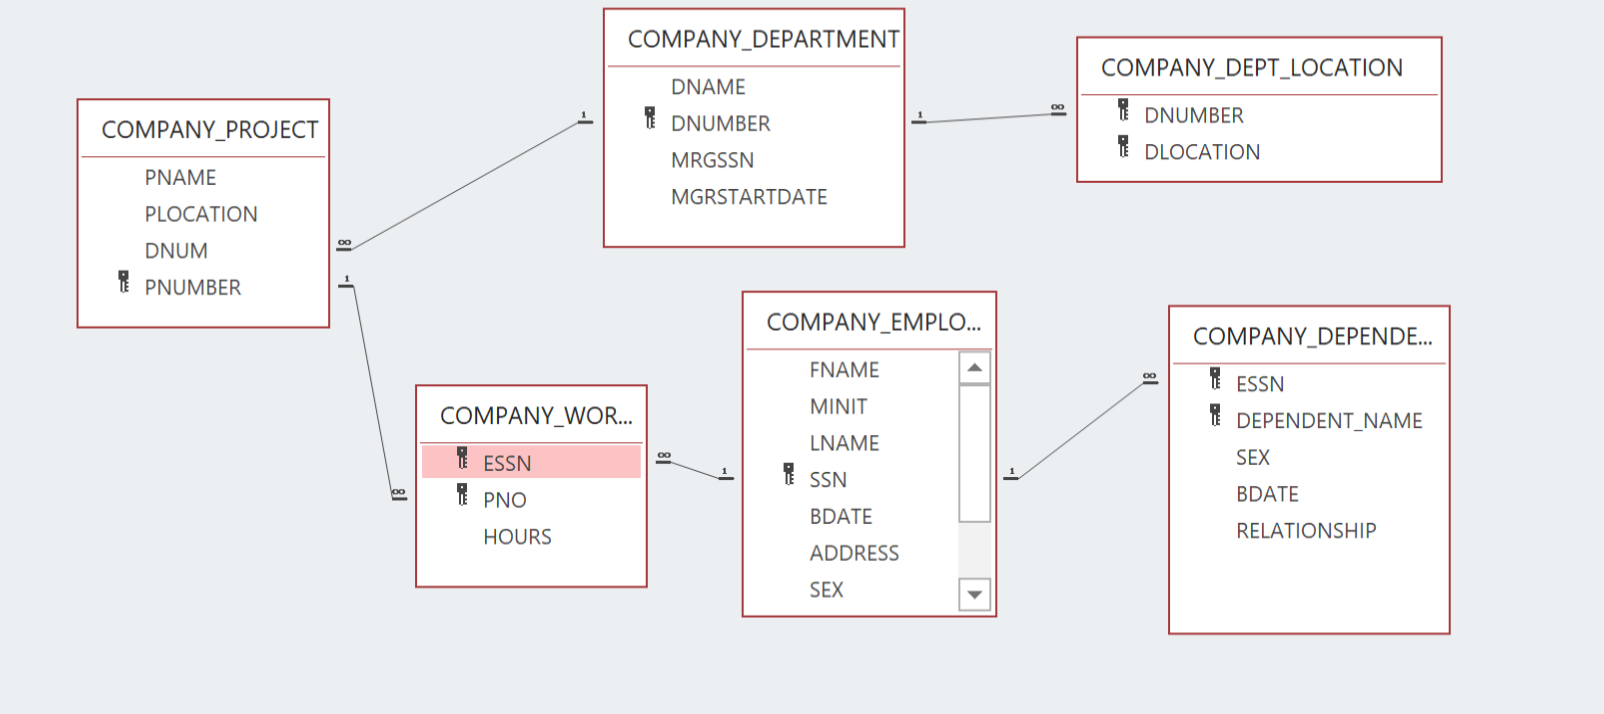 COMPANY_PROJECT
PNAME
PLOCATION
DNUM
PNUMBER
COMPANY_DEPARTMENT
DNAME
DNUMBER
MRGSSN
MGRSTARTDATE
COMPANY_DEPT_LOCATION
DNUMBER
DLOCATION
COMPANY_WOR...
ESSN
PNO
HOURS
COMPANY_EMPLO...
FNAME
MINIT
LNAME
SSN
BDATE
ADDRESS
SEX
COMPANY_DEPENDE...
ESSN
DEPENDENT_NAME
SEX
BDATE
RELATIONSHIP
∞
1
1
∞
1
∞
∞
1
1
∞